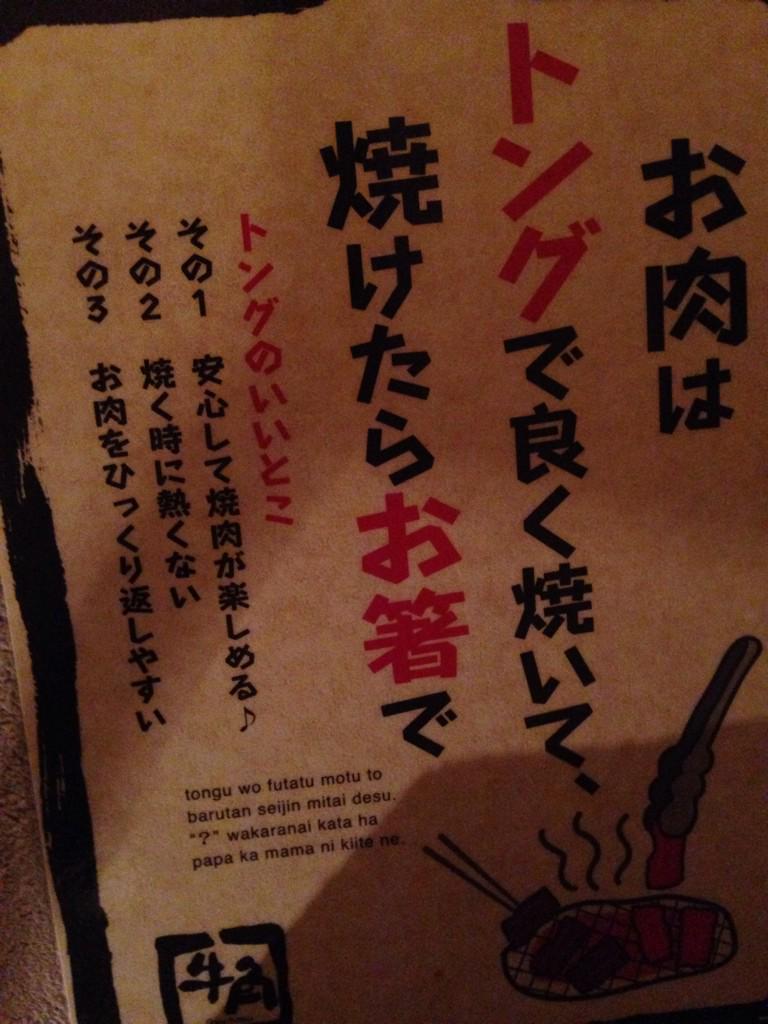 お肉は
トングで良く焼いて、
焼けたらお箸で
トングのいいとこ
その1 安心して焼肉が楽しめる♪
その2 焼く時に熱くない
その3 お肉をひっくり返しやすい
tongu wo futatu motu to
barutan seijin mitai desu.
"?" wakaranai kata ha
papa ka mama ni kiite ne.
牛角